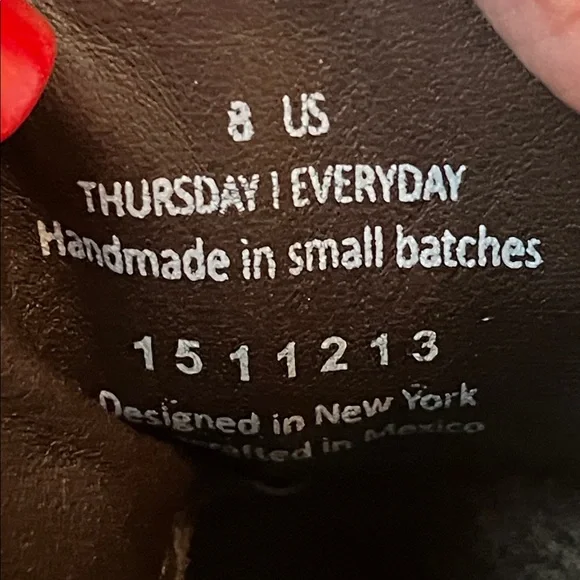 8 US
THURSDAY | EVERYDAY
Handmade in small batches
1 5 1 1 2 1 3
Designed in New York
in Mexico